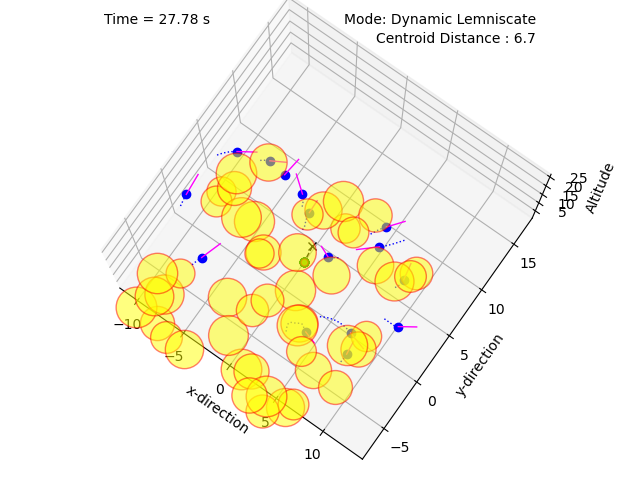 Time = 27.78 s
Mode: Dynamic Lemniscate
Centroid Distance : 6.7
25
20
15
10
5
Altitude
15
10
5
0
−5
y-direction
−10
−5
0
5
10
x-direction